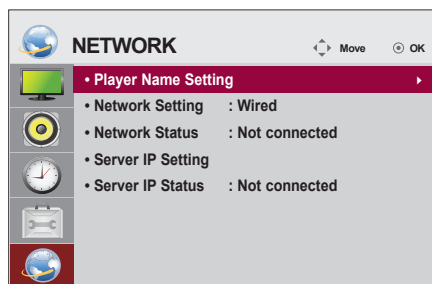 NETWORK
Move
OK
• Player Name Setting
• Network Setting : Wired
• Network Status : Not connected
• Server IP Setting
• Server IP Status : Not connected